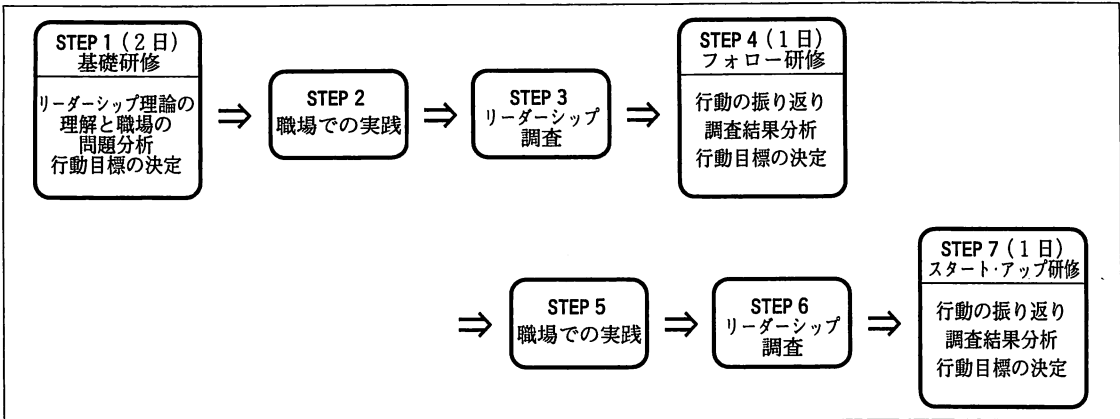 STEP 1(2日)
基礎研修
リーダーシップ理論の
理解と職場の
問題分析
行動目標の決定
⇒
STEP 2
職場での実践
⇒
STEP 3
リーダーシップ
調査
⇒
STEP 4(1日)
フォロー研修
行動の振り返り
調査結果分析
行動目標の決定
⇒
STEP 5
職場での実践
⇒
STEP 6
リーダーシップ
調査
⇒
STEP 7(1日)
スタート・アップ研修
行動の振り返り
調査結果分析
行動目標の決定